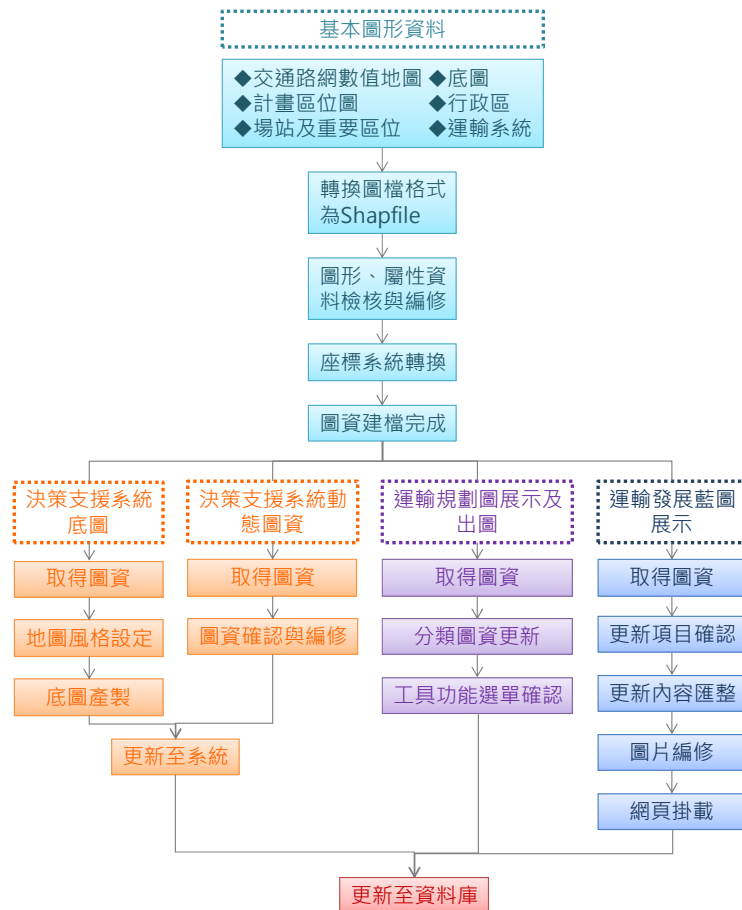 基本圖形資料
◆交通路網數值地圖 ◆底圖
◆計畫區位圖 ◆行政區
◆場站及重要區位 ◆運輸系統
轉換圖檔格式
為Shapfile
圖形、屬性資
料檢核與編修
座標系統轉換
圖資建檔完成
決策支援系統
底圖
取得圖資
地圖風格設定
底圖產製
決策支援系統動
態圖資
取得圖資
圖資確認與編修
更新至系統
運輸規劃圖展示及
出圖
取得圖資
分類圖資更新
工具功能選單確認
運輸發展藍圖
展示
取得圖資
更新項目確認
更新內容匯整
圖片編修
網頁掛載
更新至資料庫